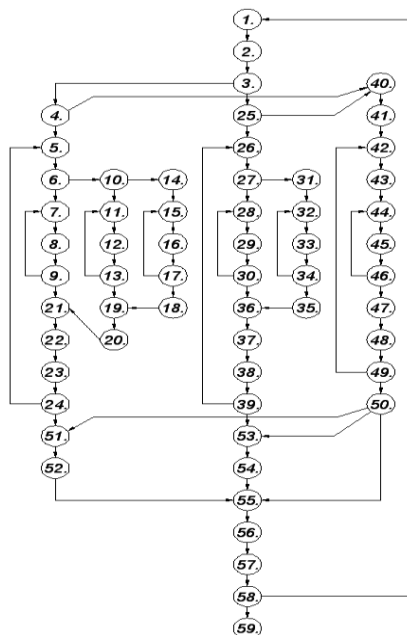 1.
2.
3. 40.
4. 25. 41.
5. 26. 42.
6. 10. 14. 27. 31. 43.
7. 11. 15. 28. 32. 44.
8. 12. 16. 29. 33. 45.
9. 13. 17. 30. 34. 46.
21. 19. 18. 36. 35. 47.
22. 20. 37. 48.
23. 38. 49.
24. 39. 50.
51. 53.
52. 54.
55.
56.
57.
58.
59.